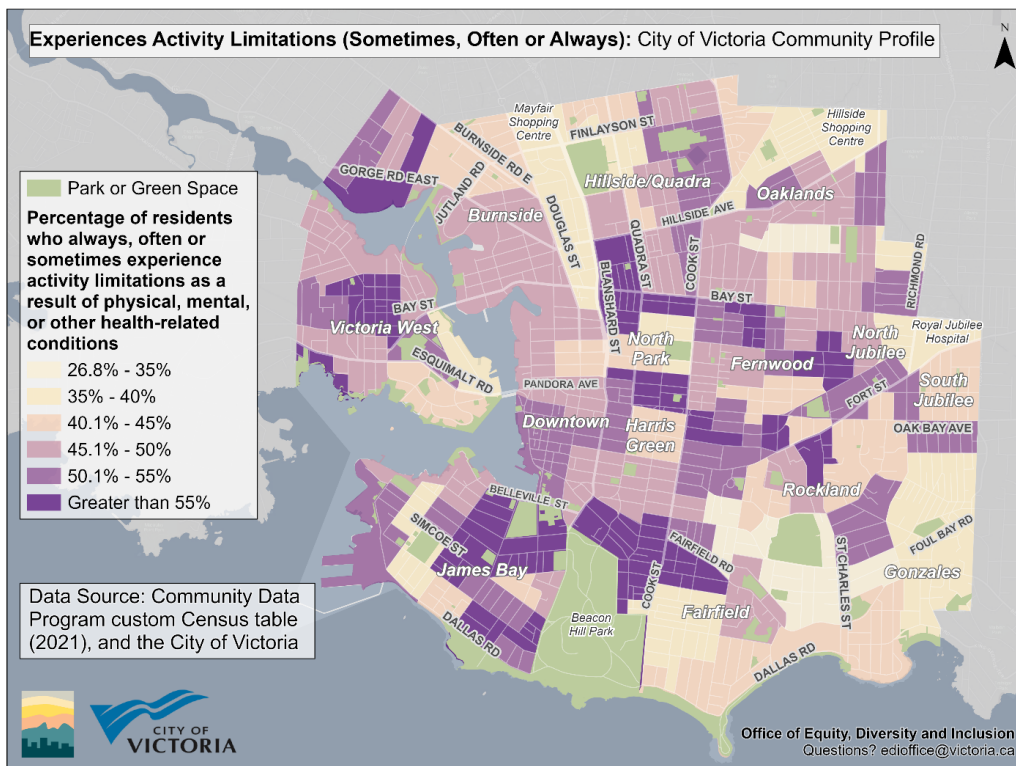 Experiences Activity Limitations (Sometimes, Often or Always): City of Victoria Community Profile
N
Mayfair
Shopping
Centre
FINLAYSON ST
Hillside
Shopping
Centre
BURNSIDE RD E
GORGE RD EAST
JUTLAND RD
Hillside/Quadra
Oaklands
Burnside
DOUGLAS ST
HILLSIDE AVE
QUADRA ST
COOK ST
BLANSHARD ST
RICHMOND RD
BAY ST
BAY ST
Victoria West
ESQUIMALT RD
North
Park
Fernwood
North
Jubilee
Royal Jubilee
Hospital
PANDORA AVE
FORT ST
South
Jubilee
Downtown
Harris
Green
OAK BAY AVE
Rockland
BELLEVILLE ST
SIMCOE ST
FAIRFIELD RD
FOUL BAY RD
James Bay
COOK ST
ST CHARLES ST
Gonzales
Fairfield
Beacon
Hill Park
DALLAS RD
DALLAS RD
Park or Green Space
Percentage of residents
who always, often or
sometimes experience
activity limitations as a
result of physical, mental,
or other health-related
conditions
26.8% - 35%
35% - 40%
40.1% - 45%
45.1% - 50%
50.1% - 55%
Greater than 55%
Data Source: Community Data
Program custom Census table
(2021), and the City of Victoria
CITY OF
VICTORIA
Office of Equity, Diversity and Inclusion
Questions? edioffice@victoria.ca